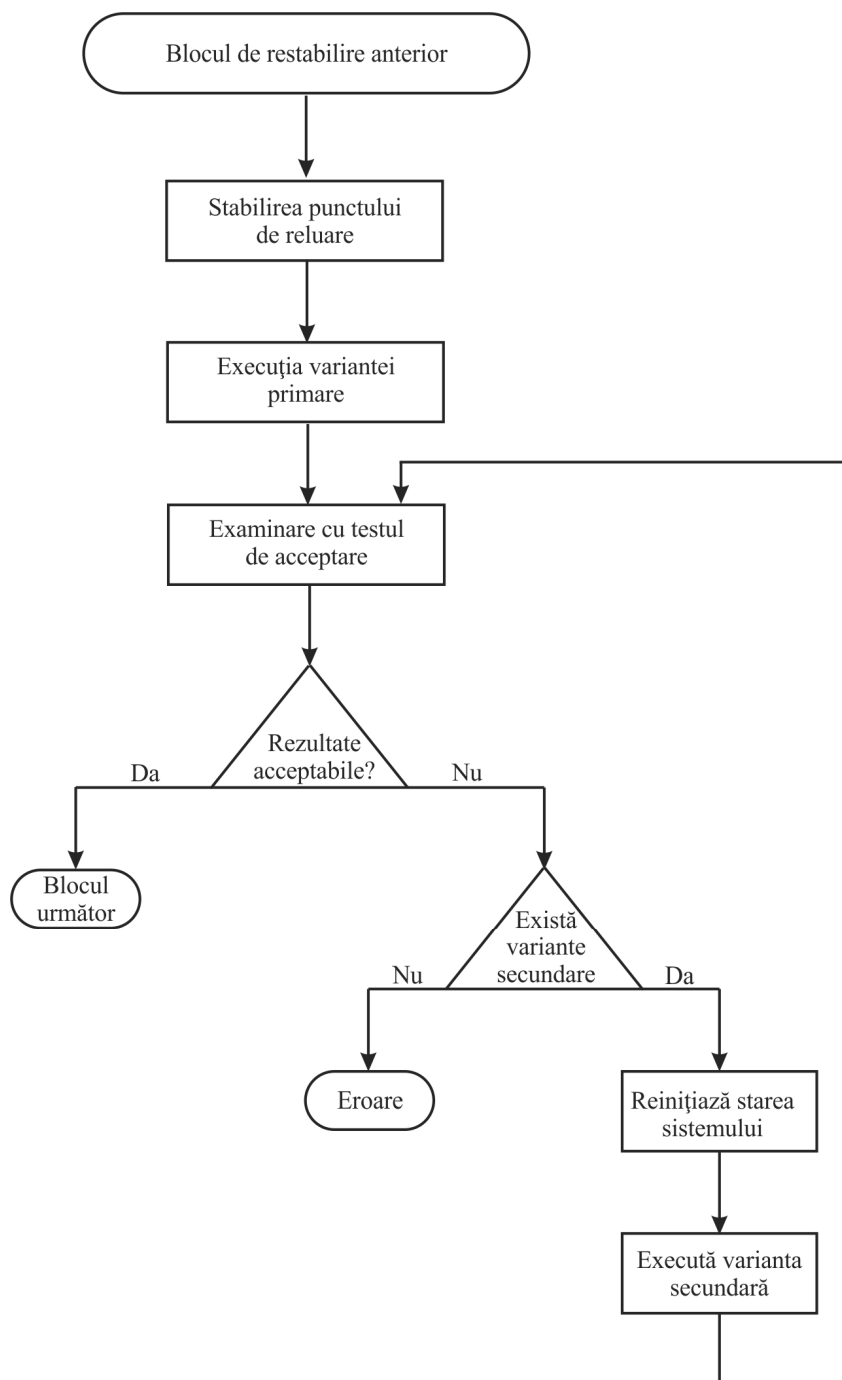 Blocul de restabilire anterior
Stabilirea punctului
de reluare
Execuţia variantei
primare
Examinare cu testul
de acceptare
Rezultate
acceptabile?
Da
Nu
Blocul
următor
Există
variante
secundare
Nu
Da
Eroare
Reiniţiază starea
sistemului
Execută varianta
secundară